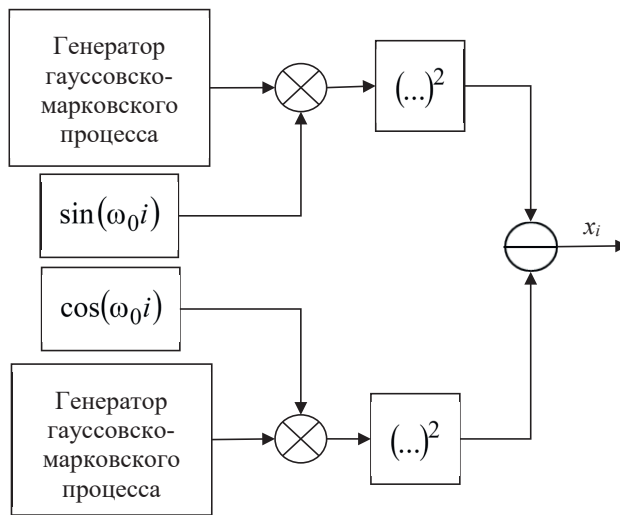 Генератор
гауссовско-
марковского
процесса
(...)²
sin(ω₀i)
xᵢ
cos(ω₀i)
Генератор
гауссовско-
марковского
процесса
(...)²